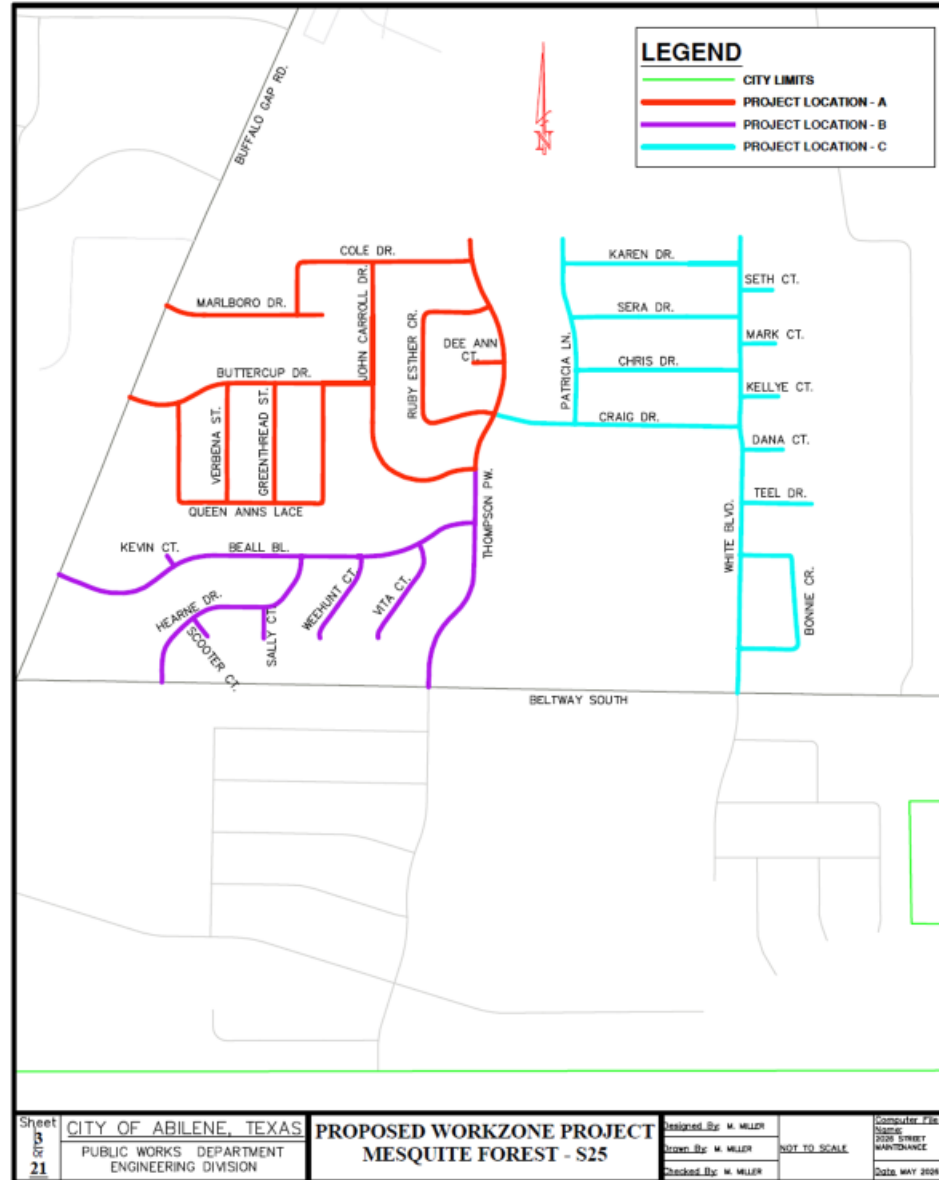 LEGEND
CITY LIMITS
PROJECT LOCATION - A
PROJECT LOCATION - B
PROJECT LOCATION - C
BUFFALO GAP RD.
N
COLE DR.
KAREN DR.
SETH CT.
MARLBORO DR.
JOHN CARROLL DR.
SERA DR.
RUBY ESTHER CR.
DEE ANN
CT.
MARK CT.
PATRICIA LN.
CHRIS DR.
BUTTERCUP DR.
KELLYE CT.
VERBENA ST.
GREENTHREAD ST.
CRAIG DR.
DANA CT.
QUEEN ANNS LACE
THOMPSON PW.
TEEL DR.
WHITE BLVD.
KEVIN CT.
BEALL BL.
HEARNE DR.
SCOOTER CT.
SALLY CT.
WEEHUNT CT.
VITA CT.
BONNIE CR.
BELTWAY SOUTH
Sheet
3
OF
21
CITY OF ABILENE, TEXAS
PUBLIC WORKS DEPARTMENT
ENGINEERING DIVISION
PROPOSED WORKZONE PROJECT
MESQUITE FOREST - S25
Designed By: M. MILLER
Drawn By: M. MILLER
Checked By: M. MILLER
NOT TO SCALE
Computer File
Name:
2026 STREET
MAINTENANCE
Date: MAY 2026